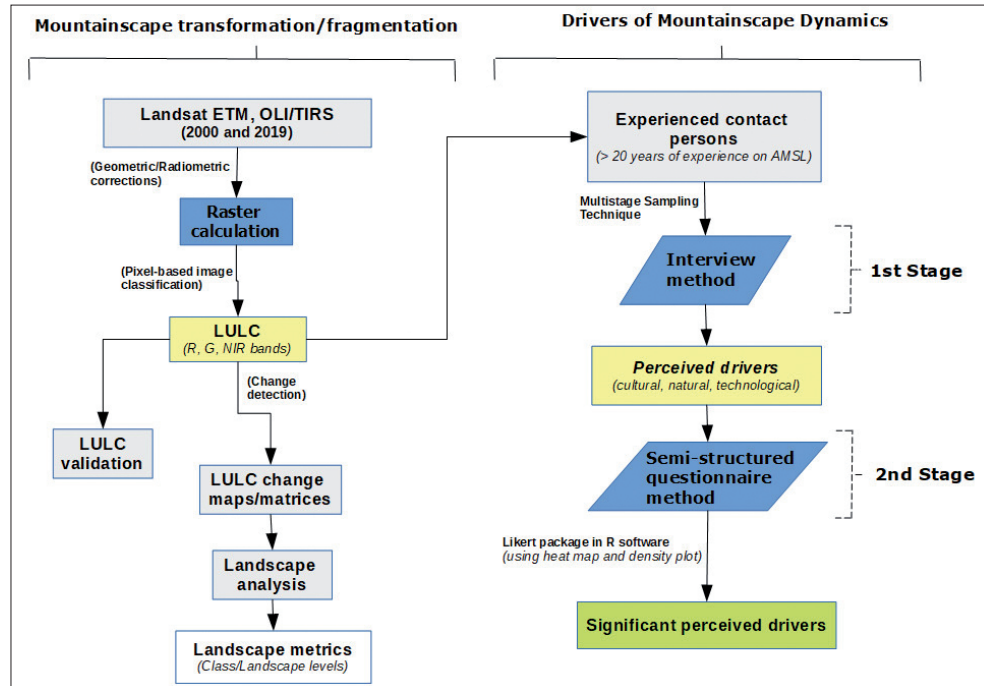 Mountainscape transformation/fragmentation
Landsat ETM, OLI/TIRS
(2000 and 2019)
(Geometric/Radiometric
corrections)
Raster
calculation
(Pixel-based image
classification)
LULC
(R, G, NIR bands)
(Change
detection)
LULC
validation
LULC change
maps/matrices
Landscape
analysis
Landscape metrics
(Class/Landscape levels)
Drivers of Mountainscape Dynamics
Experienced contact
persons
(> 20 years of experience on AMSL)
Multistage Sampling
Technique
Interview
method
1st Stage
Perceived drivers
(cultural, natural, technological)
Semi-structured
questionnaire
method
2nd Stage
Likert package in R software
(using heat map and density plot)
Significant perceived drivers